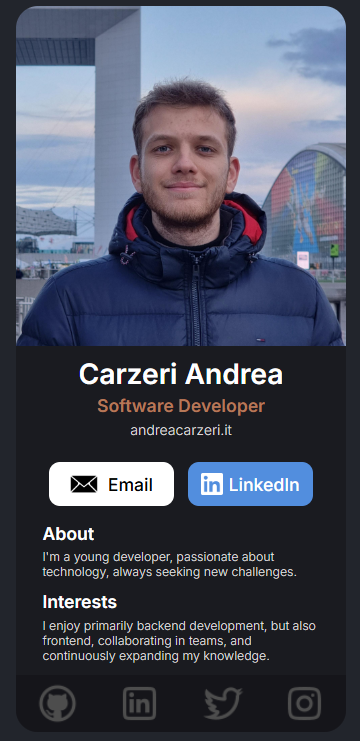 Carzeri Andrea
Software Developer
andreacarzeri.it
Email
LinkedIn
About
I'm a young developer, passionate about
technology, always seeking new challenges.
Interests
I enjoy primarily backend development, but also
frontend, collaborating in teams, and
continuously expanding my knowledge.